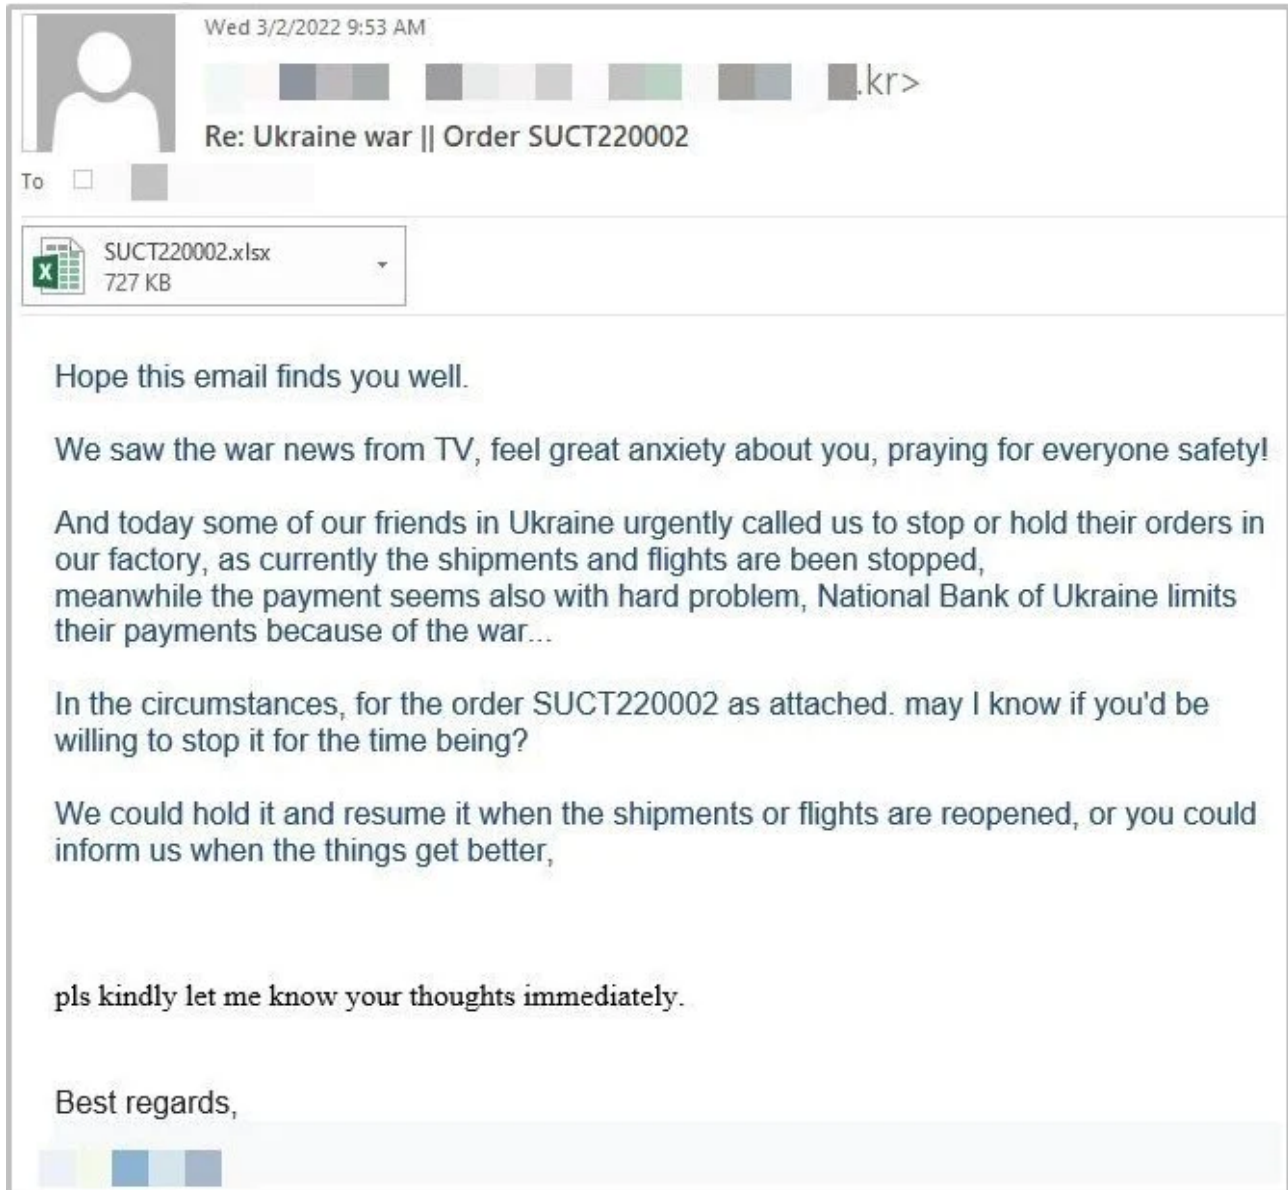 Wed 3/2/2022 9:53 AM
.kr>
Re: Ukraine war || Order SUCT220002
To
SUCT220002.xlsx
727 KB
Hope this email finds you well.
We saw the war news from TV, feel great anxiety about you, praying for everyone safety!
And today some of our friends in Ukraine urgently called us to stop or hold their orders in
our factory, as currently the shipments and flights are been stopped,
meanwhile the payment seems also with hard problem, National Bank of Ukraine limits
their payments because of the war...
In the circumstances, for the order SUCT220002 as attached. may I know if you'd be
willing to stop it for the time being?
We could hold it and resume it when the shipments or flights are reopened, or you could
inform us when the things get better,
pls kindly let me know your thoughts immediately.
Best regards,